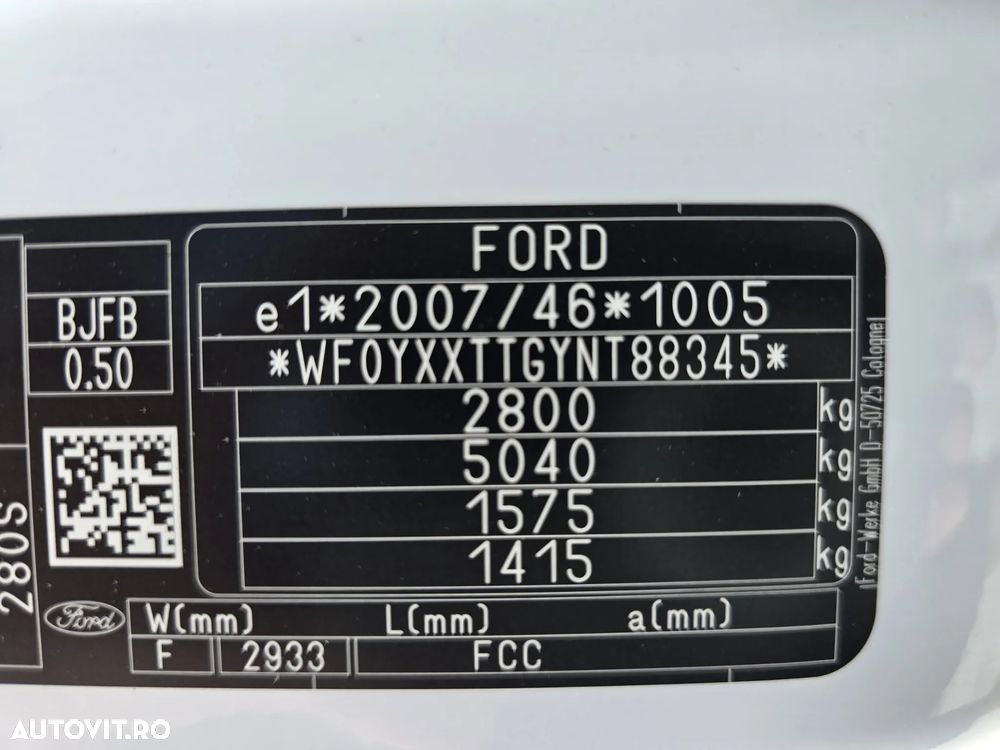 FORD
e1*2007/46*1005
*WF0YXXTTGYNT88345*
2800 kg
5040 kg
1575 kg
1415 kg
BJFB
0.50
280S
Ford-Werke GmbH D-50725 Cologne
Ford
W(mm) L(mm) a(mm)
F 2933 FCC
AUTOVIT.RO